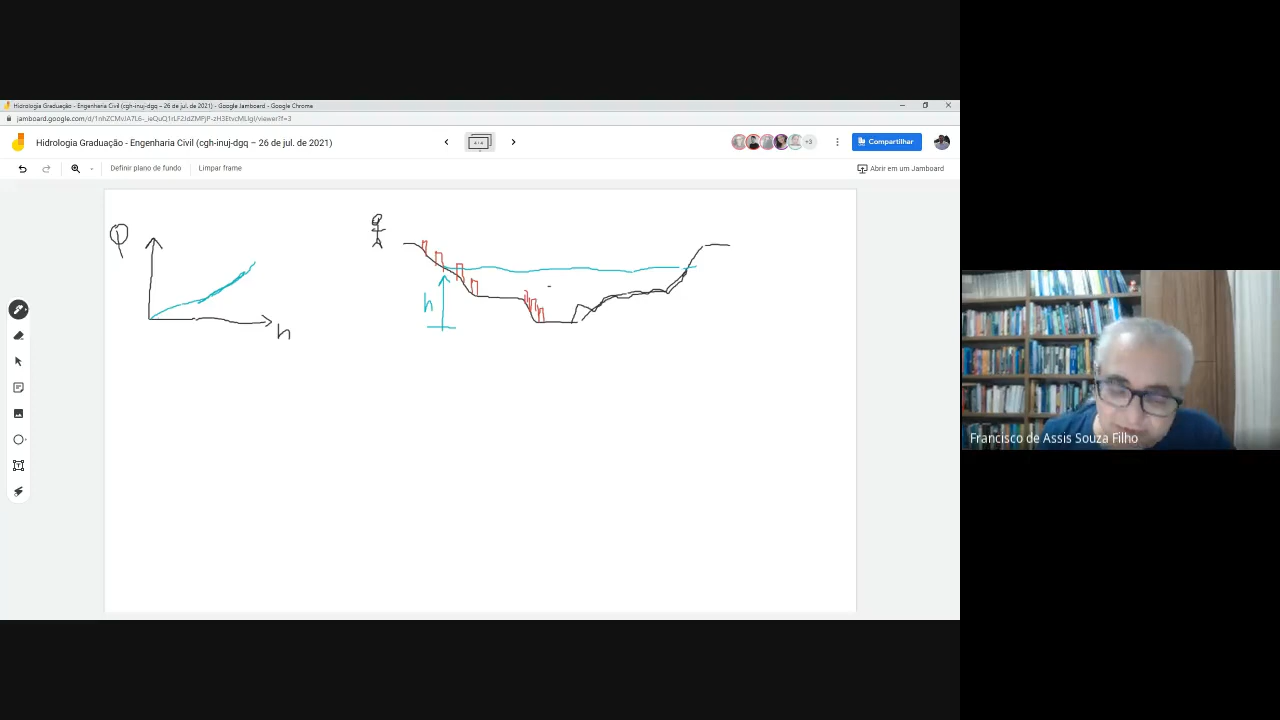 Hidrologia Graduação - Engenharia Civil (cgh-inuj-dgq – 26 de jul. de 2021) - Google Jamboard - Google Chrome
Hidrologia Graduação - Engenharia Civil (cgh-inuj-dgq – 26 de jul. de 2021)
+3
Compartilhar
Definir plano de fundo
Limpar frame
Abrir em um Jamboard
Q
h
h
Francisco de Assis Souza Filho